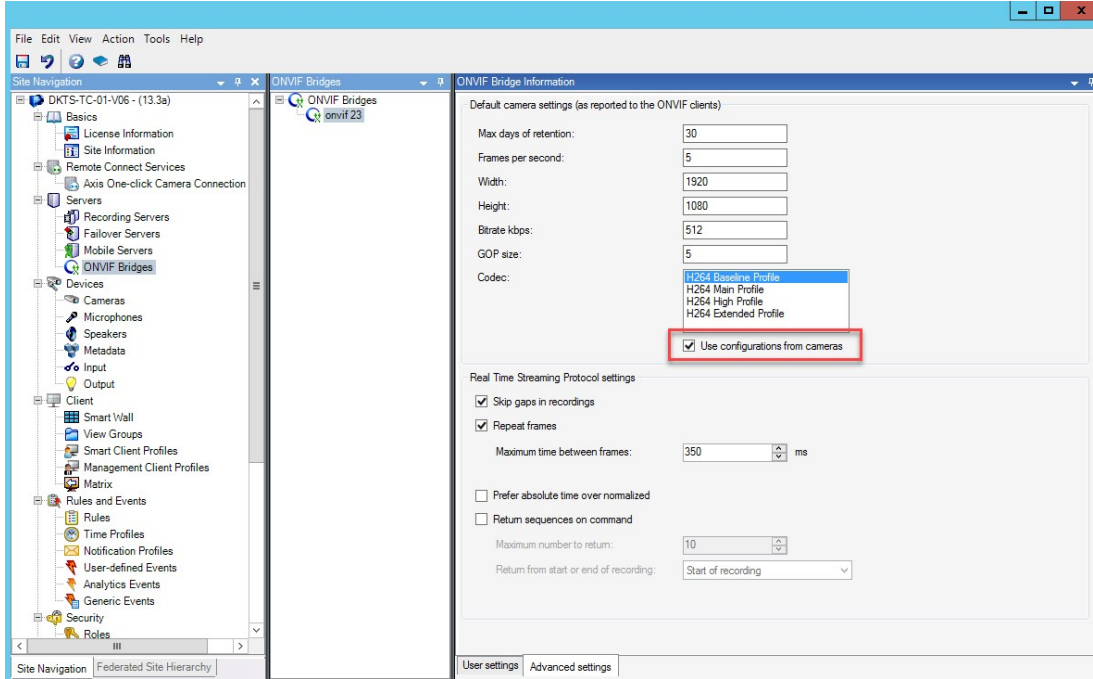 File Edit View Action Tools Help
Site Navigation
DKTS-TC-01-V06 - (13.3a)
Basics
License Information
Site Information
Remote Connect Services
Axis One-click Camera Connection
Servers
Recording Servers
Failover Servers
Mobile Servers
ONVIF Bridges
Devices
Cameras
Microphones
Speakers
Metadata
Input
Output
Client
Smart Wall
View Groups
Smart Client Profiles
Management Client Profiles
Matrix
Rules and Events
Rules
Time Profiles
Notification Profiles
User-defined Events
Analytics Events
Generic Events
Security
Roles
Site Navigation Federated Site Hierarchy
ONVIF Bridges
ONVIF Bridges
onvif 23
ONVIF Bridge Information
Default camera settings (as reported to the ONVIF clients)
Max days of retention: 30
Frames per second: 5
Width: 1920
Height: 1080
Bitrate kbps: 512
GOP size: 5
Codec: H264 Baseline Profile
H264 Main Profile
H264 High Profile
H264 Extended Profile
Use configurations from cameras
Real Time Streaming Protocol settings
Skip gaps in recordings
Repeat frames
Maximum time between frames: 350 ms
Prefer absolute time over normalized
Return sequences on command
Maximum number to return: 10
Return from start or end of recording: Start of recording
User settings Advanced settings